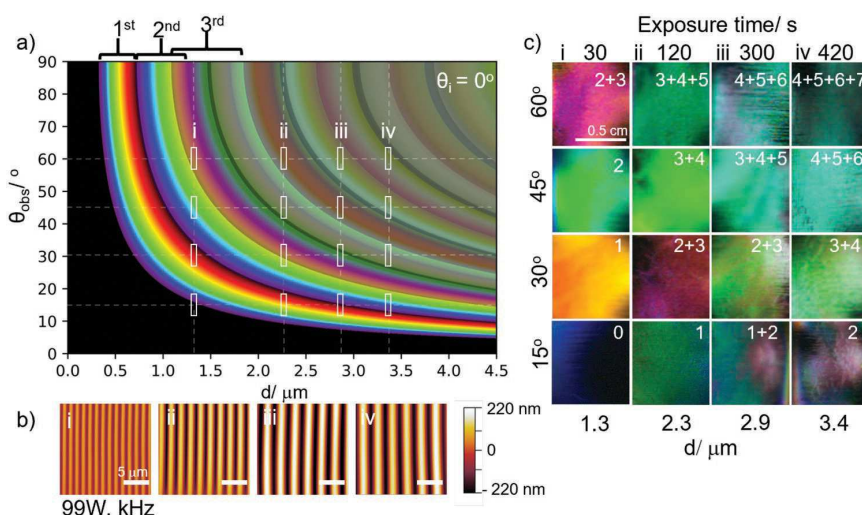 a)
1st
2nd
3rd
θi = 0°
i
ii
iii
iv
θobs/ °
90
80
70
60
50
40
30
20
10
0
0.0 0.5 1.0 1.5 2.0 2.5 3.0 3.5 4.0 4.5
d/ μm
b)
i
ii
iii
iv
5 μm
220 nm
0
- 220 nm
99W, kHz
c)
Exposure time/ s
i 30 ii 120 iii 300 iv 420
60° 2+3 3+4+5 4+5+6 4+5+6+7
0.5 cm
45° 2 3+4 3+4+5 4+5+6
30° 1 2+3 2+3 3+4
15° 0 1 1+2 2
1.3 2.3 2.9 3.4
d/ μm